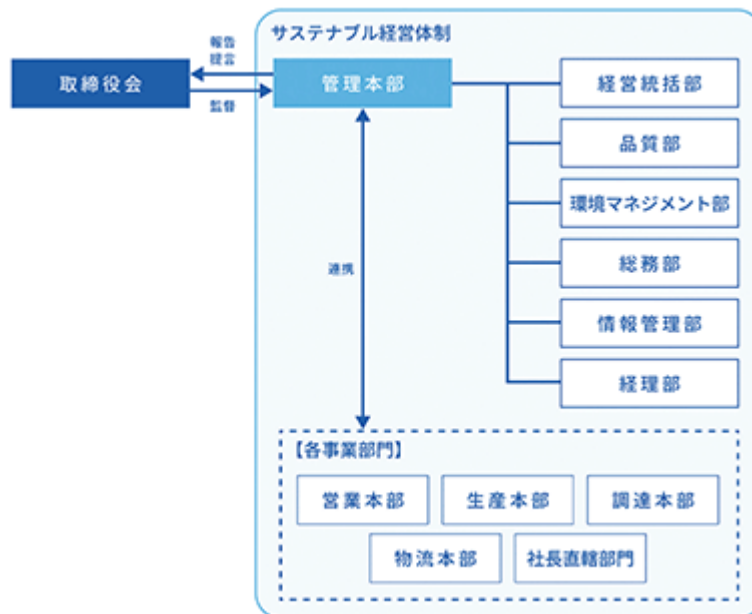 サステナブル経営体制
報告
提言
取締役会
監督
管理本部
経営統括部
品質部
環境マネジメント部
総務部
情報管理部
経理部
連携
【各事業部門】
営業本部
生産本部
調達本部
物流本部
社長直轄部門